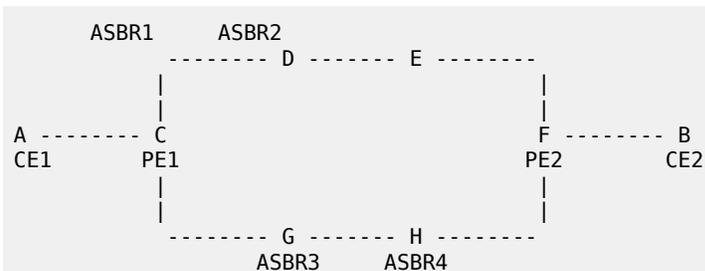 ASBR1 ASBR2
-------- D ------- E --------
| |
| |
A -------- C F -------- B
CE1 PE1 PE2 CE2
| |
| |
-------- G ------- H --------
ASBR3 ASBR4